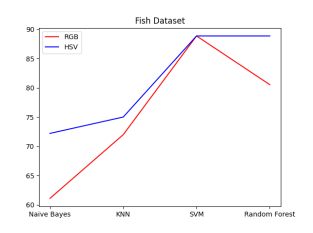 Fish Dataset
90
85
80
75
70
65
60
RGB
HSV
Naive Bayes
KNN
SVM
Random Forest